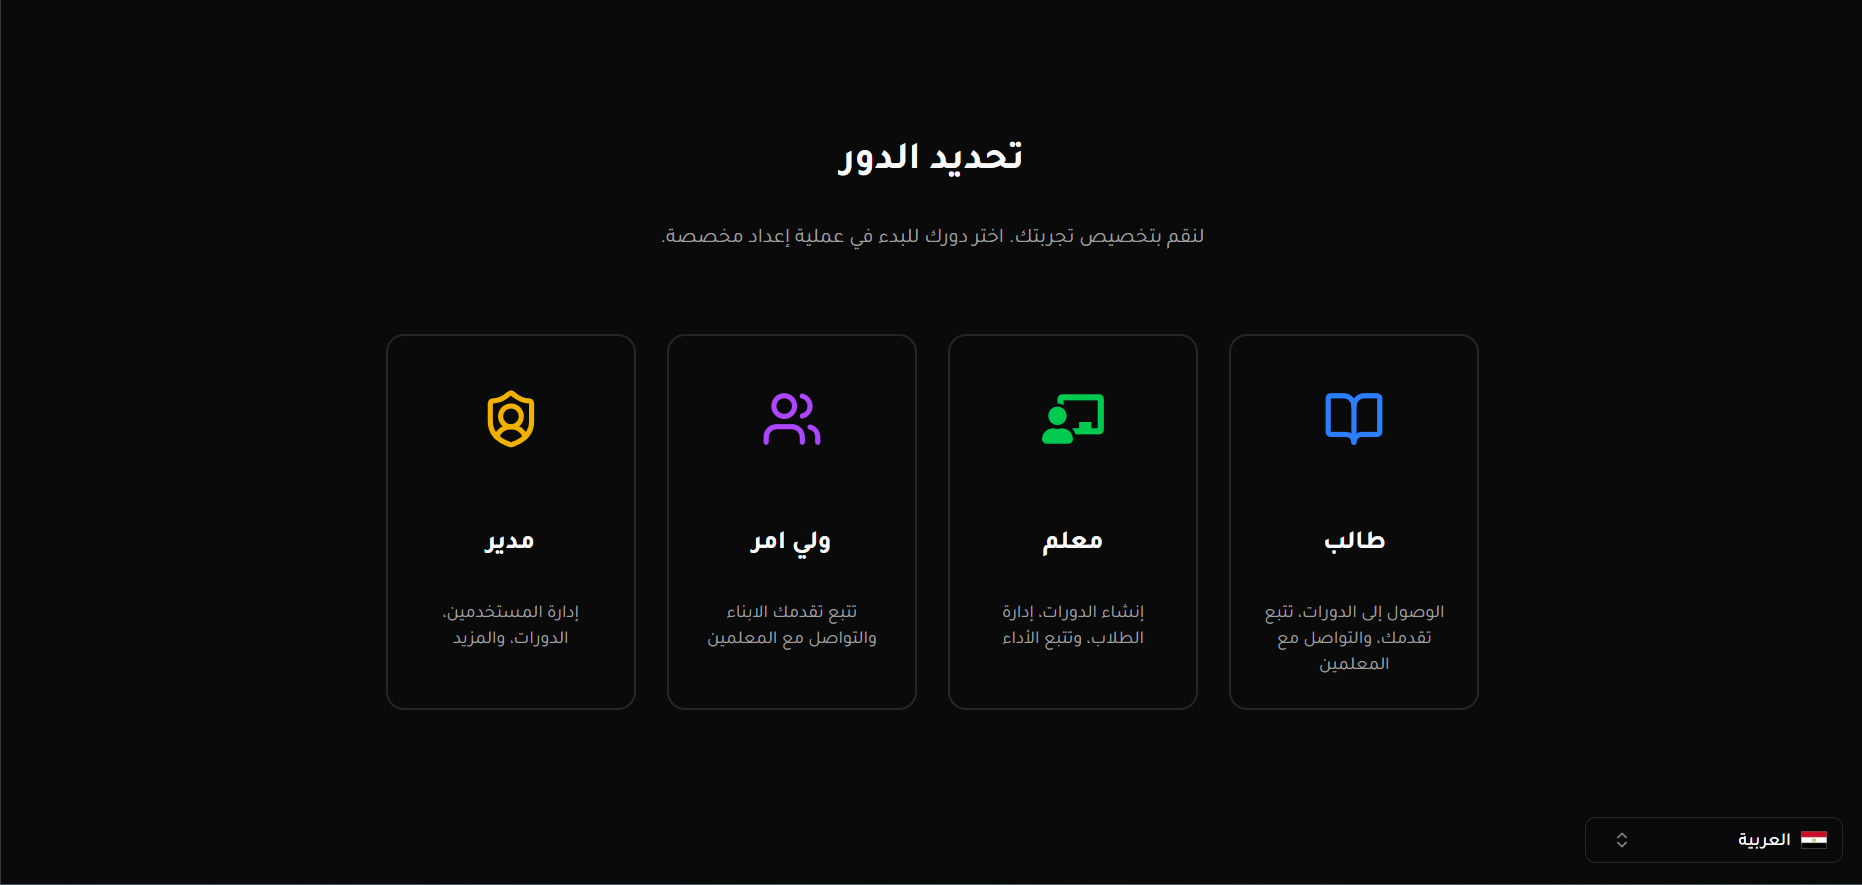 تحديد الدور
لنقم بتخصيص تجربتك. اختر دورك للبدء في عملية إعداد مخصصة.
طالب
الوصول إلى الدورات، تتبع
تقدمك، والتواصل مع
المعلمين
معلم
إنشاء الدورات، إدارة
الطلاب، وتتبع الأداء
ولي امر
تتبع تقدمك الابناء
والتواصل مع المعلمين
مدير
إدارة المستخدمين،
الدورات، والمزيد
العربية